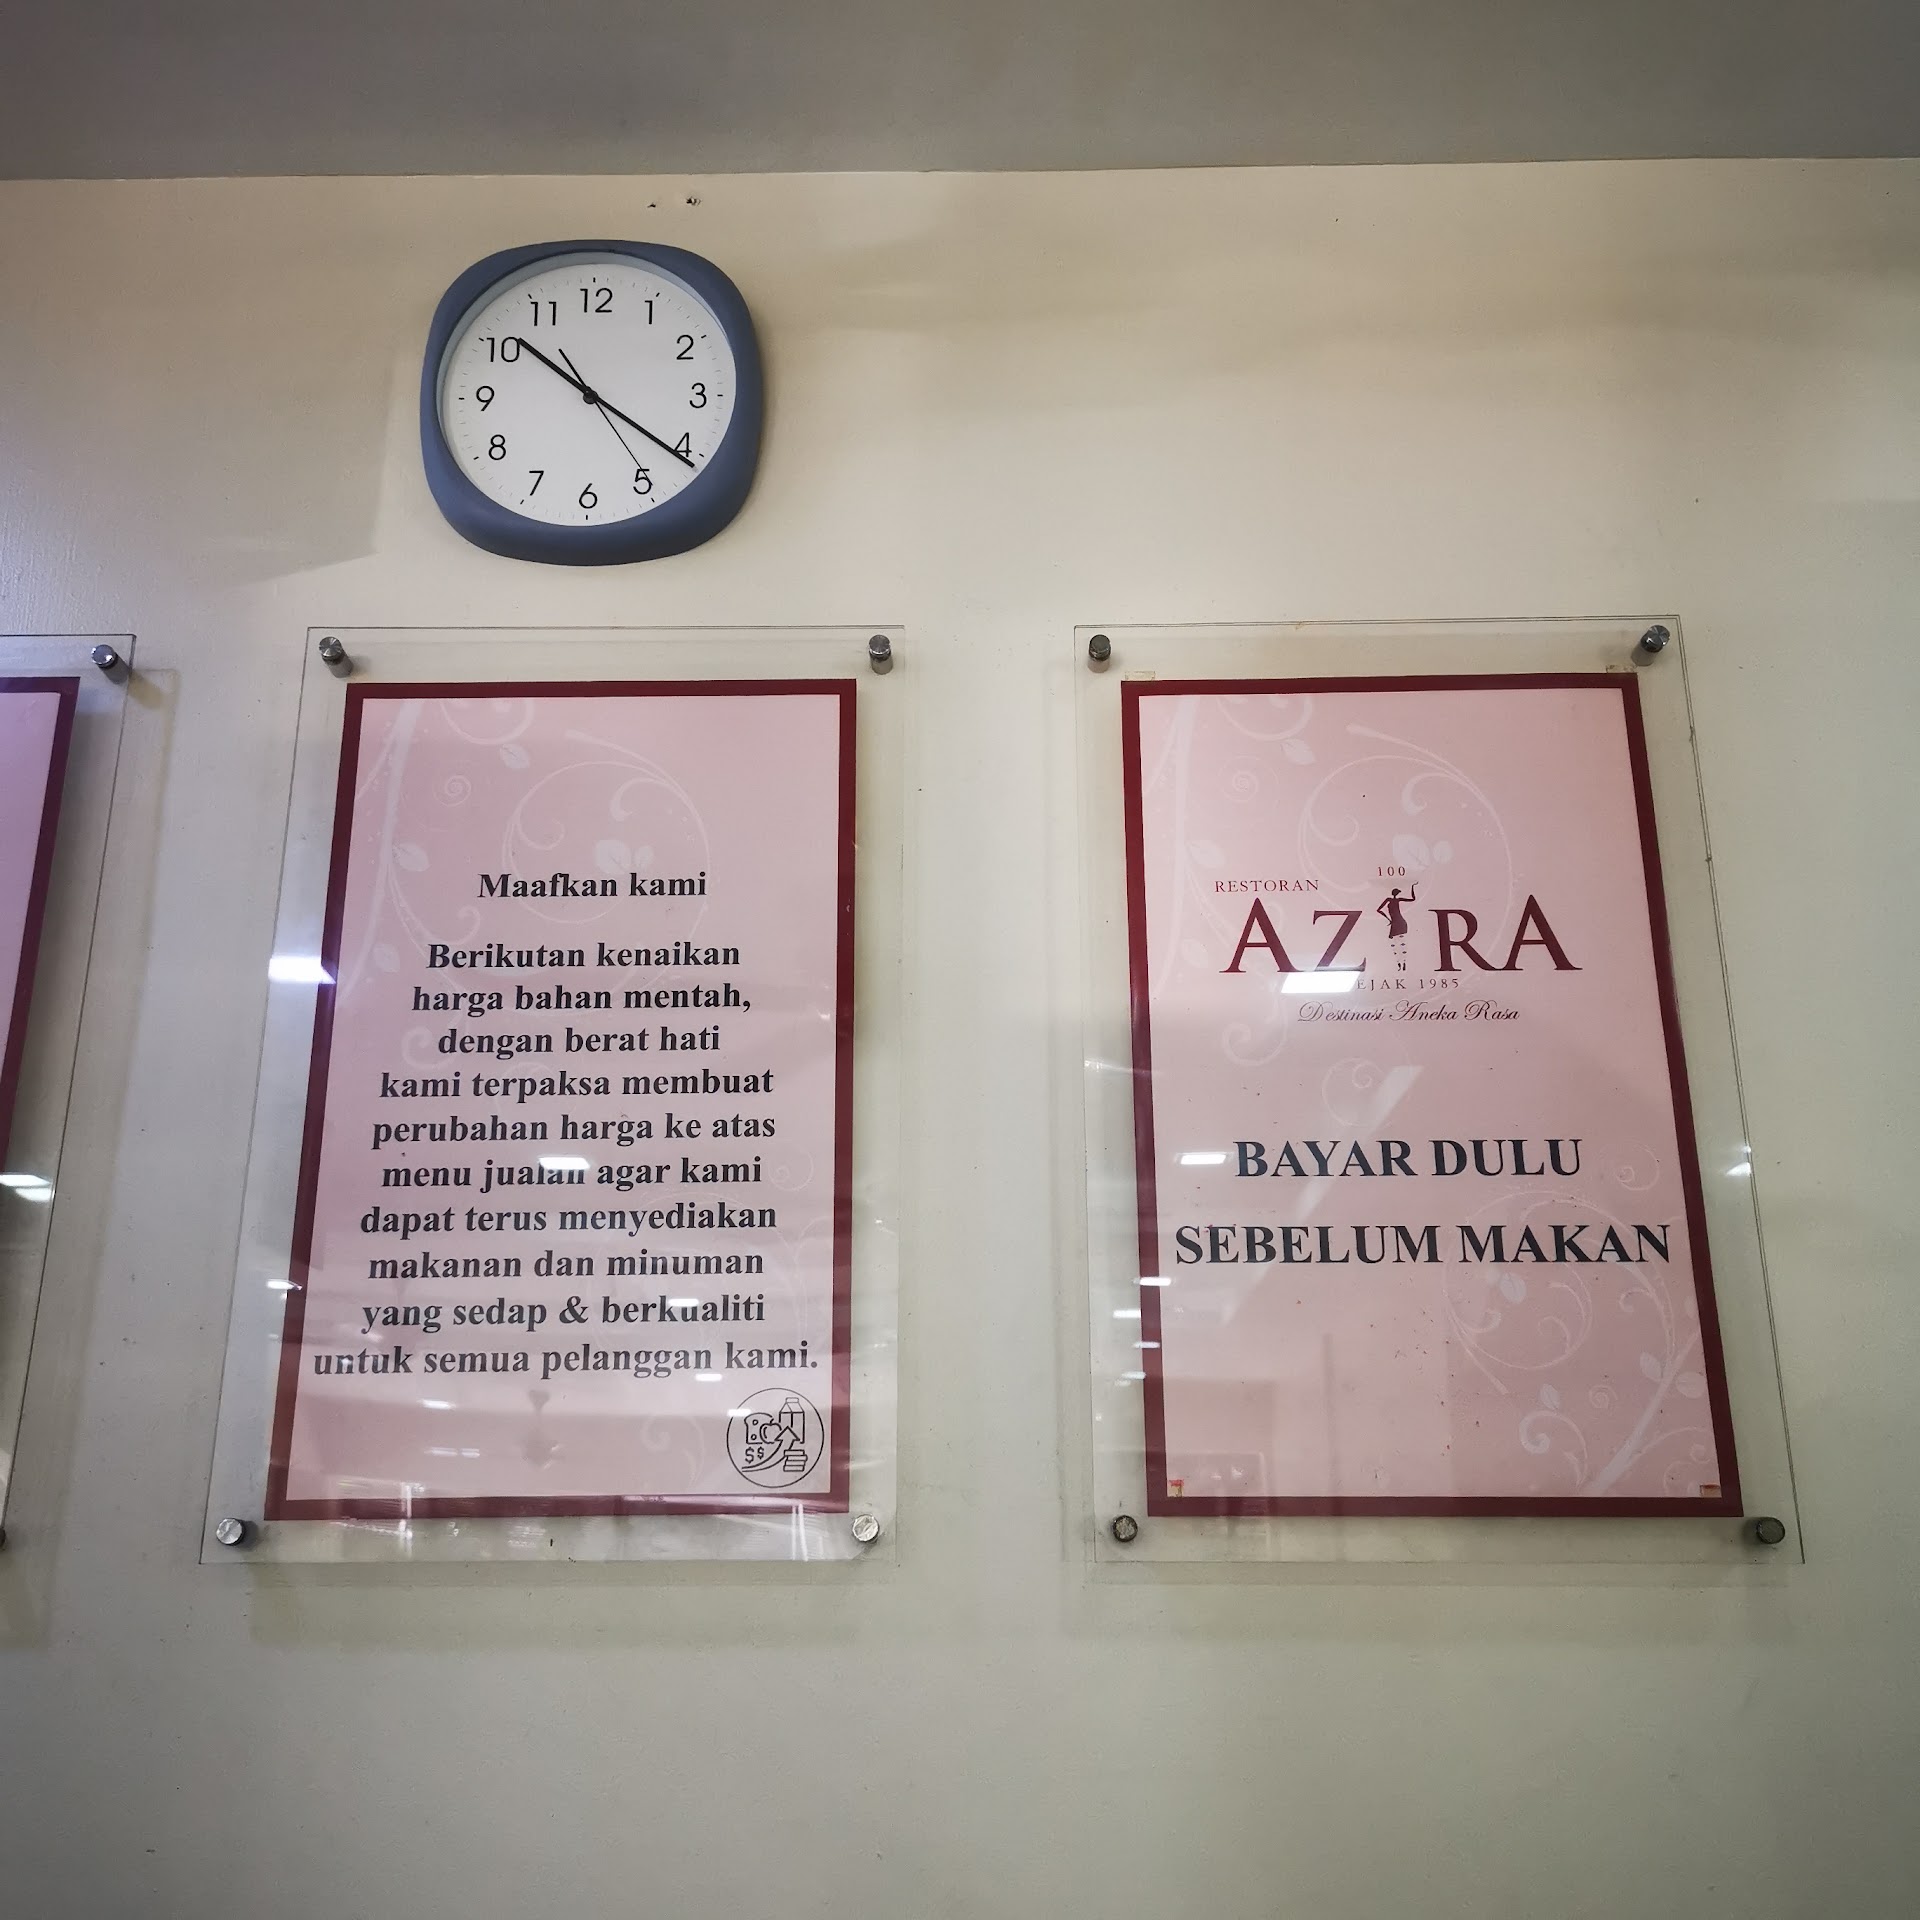 12
1
2
3
4
5
6
7
8
9
10
11
Maafkan kami
Berikutan kenaikan
harga bahan mentah,
dengan berat hati
kami terpaksa membuat
perubahan harga ke atas
menu jualan agar kami
dapat terus menyediakan
makanan dan minuman
yang sedap & berkualiti
untuk semua pelanggan kami.
$$
100
RESTORAN
AZIRA
1985
Destinasi Aneka Rasa
BAYAR DULU
SEBELUM MAKAN